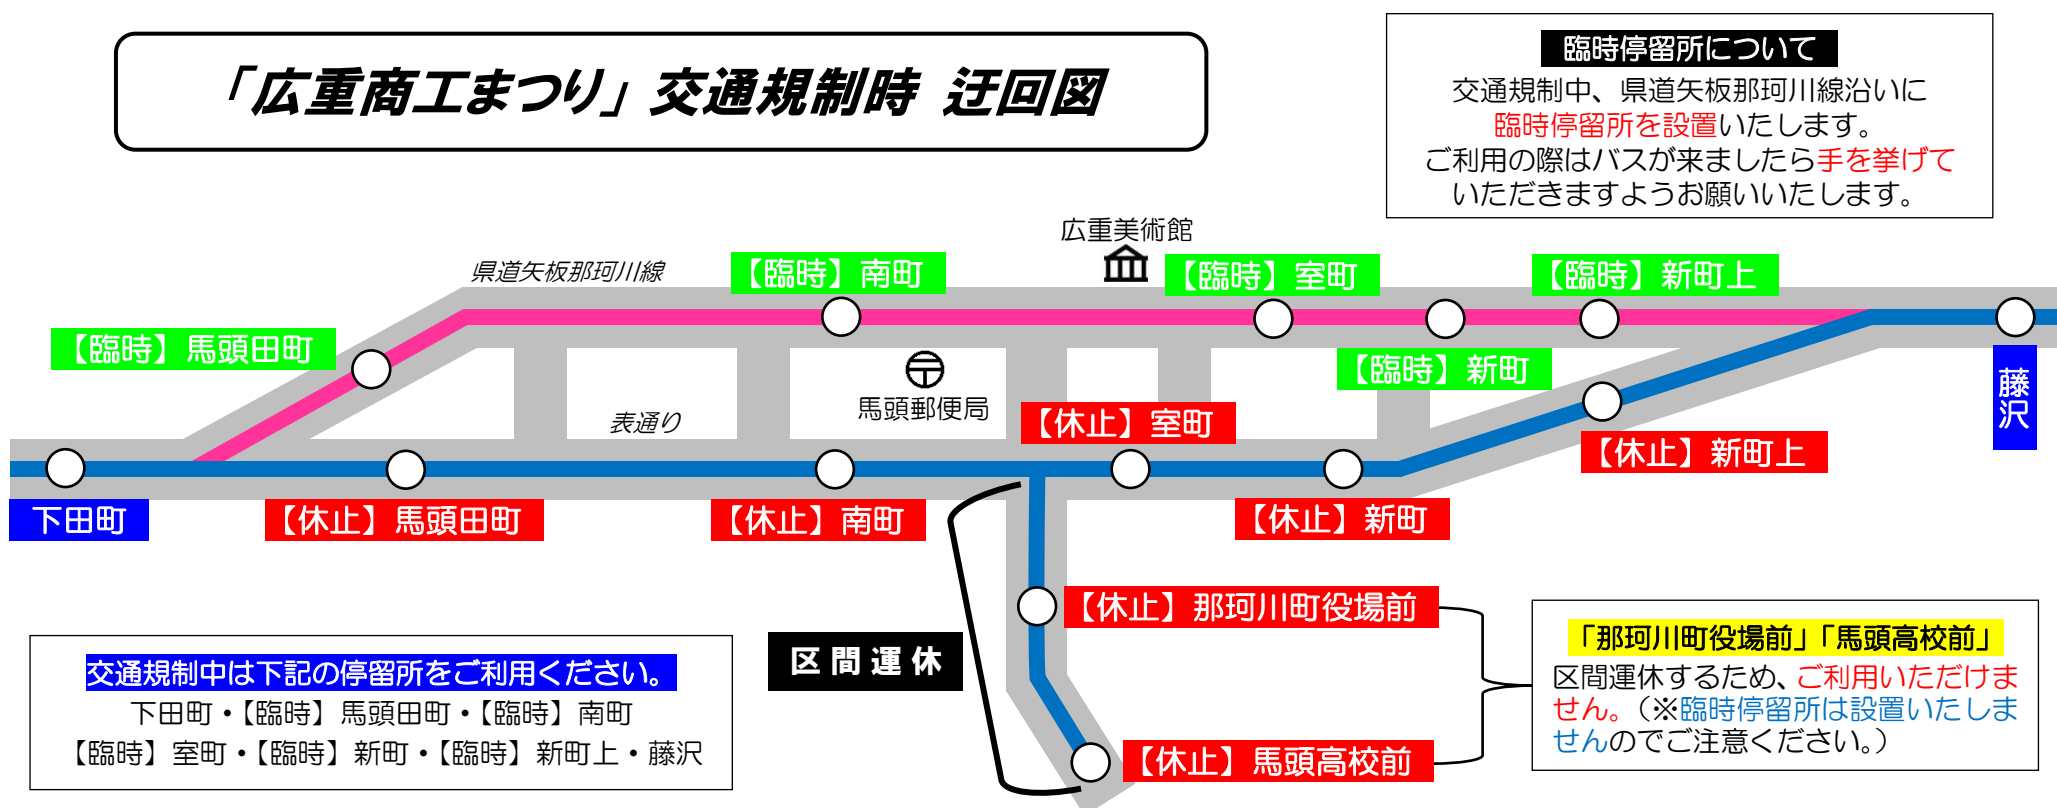 「広重商工まつり」交通規制時 迂回図
臨時停留所について
交通規制中、県道矢板那珂川線沿いに
臨時停留所を設置いたします。
ご利用の際はバスが来ましたら手を挙げて
いただきますようお願いいたします。
広重美術館
県道矢板那珂川線
【臨時】南町
【臨時】室町
【臨時】新町上
【臨時】馬頭田町
【臨時】新町
馬頭郵便局
表通り
藤沢
【休止】室町
【休止】新町上
下田町
【休止】馬頭田町
【休止】南町
【休止】新町
【休止】那珂川町役場前
区間運休
【休止】馬頭高校前
交通規制中は下記の停留所をご利用ください。
下田町・【臨時】馬頭田町・【臨時】南町
【臨時】室町・【臨時】新町・【臨時】新町上・藤沢
「那珂川町役場前」「馬頭高校前」
区間運休するため、ご利用いただけま
せん。（※臨時停留所は設置いたしま
せんのでご注意ください。）